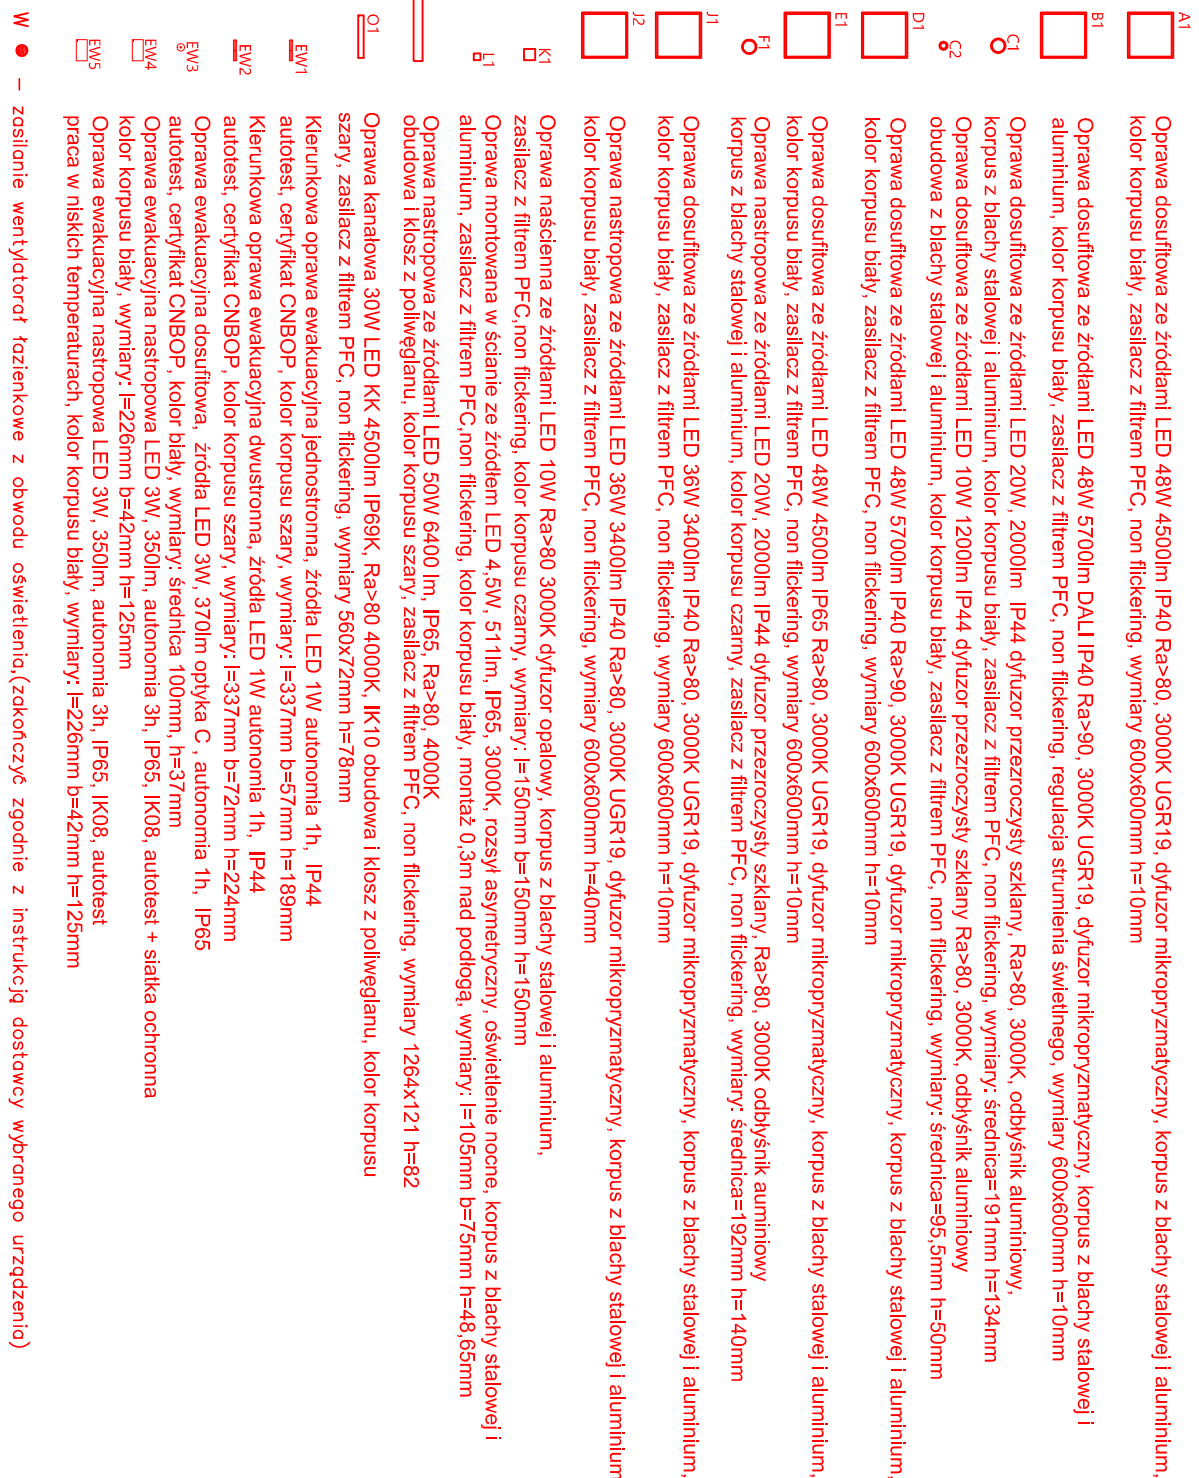 A1
Oprawa dosufitowa ze źródłami LED 48W 4500lm IP40 Ra>80, 3000K UGR19, dyfuzor mikropryzmatyczny, korpus z blachy stalowej i aluminium,
kolor korpusu biały, zasilacz z filtrem PFC, non flickering, wymiary 600x600mm h=10mm
B1
Oprawa dosufitowa ze źródłami LED 48W 5700lm DALI IP40 Ra>90, 3000K UGR19, dyfuzor mikropryzmatyczny, korpus z blachy stalowej i
aluminium, kolor korpusu biały, zasilacz z filtrem PFC, non flickering, regulacja strumienia świetlnego, wymiary 600x600mm h=10mm
C1
Oprawa dosufitowa ze źródłami LED 20W, 2000lm IP44 dyfuzor przezroczysty szklany, Ra>80, 3000K, odbłyśnik aluminiowy,
korpus z blachy stalowej i aluminium, kolor korpusu biały, zasilacz z filtrem PFC, non flickering, wymiary: średnica=191mm h=134mm
C2
Oprawa dosufitowa ze źródłami LED 10W 1200lm IP44 dyfuzor przezroczysty szklany Ra>80, 3000K, odbłyśnik aluminiowy
obudowa z blachy stalowej i aluminium, kolor korpusu biały, zasilacz z filtrem PFC, non flickering, wymiary: średnica=95,5mm h=50mm
D1
Oprawa dosufitowa ze źródłami LED 48W 5700lm IP40 Ra>90, 3000K UGR19, dyfuzor mikropryzmatyczny, korpus z blachy stalowej i aluminium,
kolor korpusu biały, zasilacz z filtrem PFC, non flickering, wymiary 600x600mm h=10mm
E1
Oprawa dosufitowa ze źródłami LED 48W 4500lm IP65 Ra>80, 3000K UGR19, dyfuzor mikropryzmatyczny, korpus z blachy stalowej i aluminium,
kolor korpusu biały, zasilacz z filtrem PFC, non flickering, wymiary 600x600mm h=10mm
F1
Oprawa nastropowa ze źródłami LED 20W, 2000lm IP44 dyfuzor przezroczysty szklany, Ra>80, 3000K odbłyśnik auminiowy
korpus z blachy stalowej i aluminium, kolor korpusu czarny, zasilacz z filtrem PFC, non flickering, wymiary: średnica=192mm h=140mm
J1
Oprawa dosufitowa ze źródłami LED 36W 3400lm IP40 Ra>80, 3000K UGR19, dyfuzor mikropryzmatyczny, korpus z blachy stalowej i aluminium,
kolor korpusu biały, zasilacz z filtrem PFC, non flickering, wymiary 600x600mm h=10mm
J2
Oprawa nastropowa ze źródłami LED 36W 3400lm IP40 Ra>80, 3000K UGR19, dyfuzor mikropryzmatyczny, korpus z blachy stalowej i aluminium
kolor korpusu biały, zasilacz z filtrem PFC, non flickering, wymiary 600x600mm h=40mm
K1
Oprawa naścienna ze źródłami LED 10W Ra>80 3000K dyfuzor opalowy, korpus z blachy stalowej i aluminium,
zasilacz z filtrem PFC,non flickering, kolor korpusu czarny, wymiary: l=150mm b=150mm h=150mm
L1
Oprawa montowana w ścianie ze źródłem LED 4,5W, 511lm, IP65, 3000K, rozsył asymetryczny, oświetlenie nocne, korpus z blachy stalowej i
aluminium, zasilacz z filtrem PFC,non flickering, kolor korpusu biały, montaż 0,3m nad podłogą, wymiary: l=105mm b=75mm h=48,65mm
Oprawa nastropowa ze źródłami LED 50W 6400 lm, IP65, Ra>80, 4000K
obudowa i klosz z poliwęglanu, kolor korpusu szary, zasilacz z filtrem PFC, non flickering, wymiary 1264x121 h=82
O1
Oprawa kanałowa 30W LED KK 4500lm IP69K, Ra>80 4000K, IK10 obudowa i klosz z poliwęglanu, kolor korpusu
szary, zasilacz z filtrem PFC, non flickering, wymiary 560x72mm h=78mm
EW1
Kierunkowa oprawa ewakuacyjna jednostronna, źródła LED 1W autonomia 1h, IP44
autotest, certyfikat CNBOP, kolor korpusu szary, wymiary: l=337mm b=57mm h=189mm
EW2
Kierunkowa oprawa ewakuacyjna dwustronna, źródła LED 1W autonomia 1h, IP44
autotest, certyfikat CNBOP, kolor korpusu szary, wymiary: l=337mm b=72mm h=224mm
EW3
Oprawa ewakuacyjna dosufitowa, źródła LED 3W, 370lm optyka C , autonomia 1h, IP65
autotest, certyfikat CNBOP, kolor biały, wymiary: średnica 100mm, h=37mm
EW4
Oprawa ewakuacyjna nastropowa LED 3W, 350lm, autonomia 3h, IP65, IK08, autotest + siatka ochronna
kolor korpusu biały, wymiary: l=226mm b=42mm h=125mm
EW5
Oprawa ewakuacyjna nastropowa LED 3W, 350lm, autonomia 3h, IP65, IK08, autotest
praca w niskich temperaturach, kolor korpusu biały, wymiary: l=226mm b=42mm h=125mm
W – zasilanie wentylatorał łazienkowe z obwodu oświetlenia,(zakończyć zgodnie z instrukcją dostawcy wybranego urządzenia)